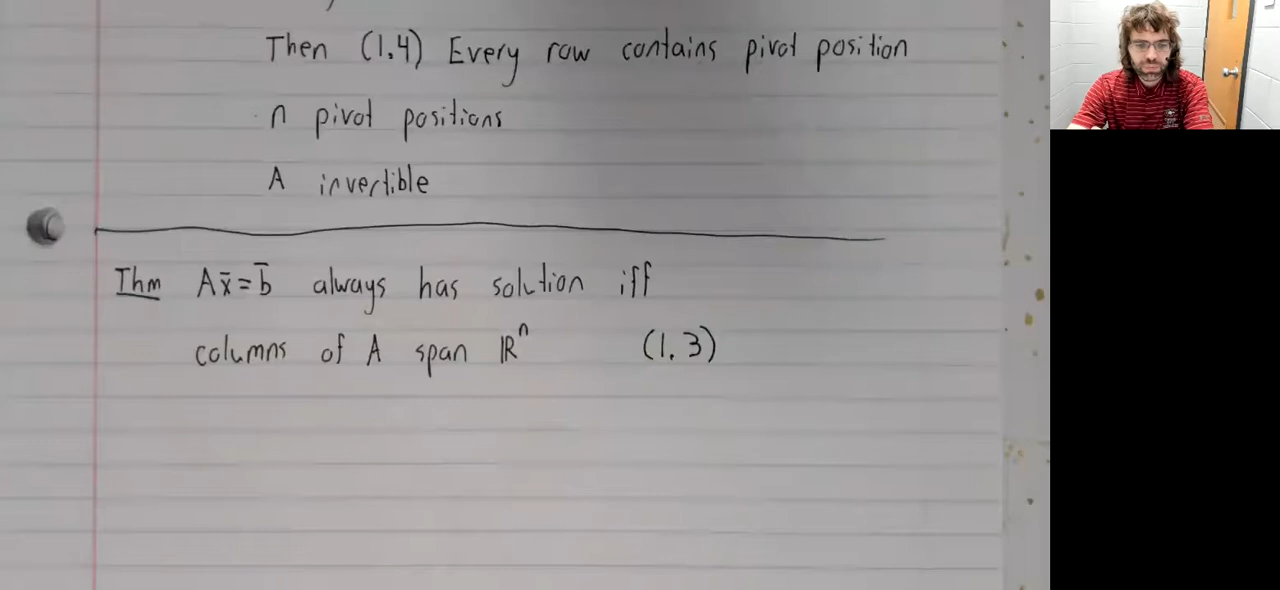 Then (1.4) Every row contains pivot position
n pivot positions
A invertible
Thm Ax̄ = b̄ always has solution iff
columns of A span ℝⁿ (1.3)